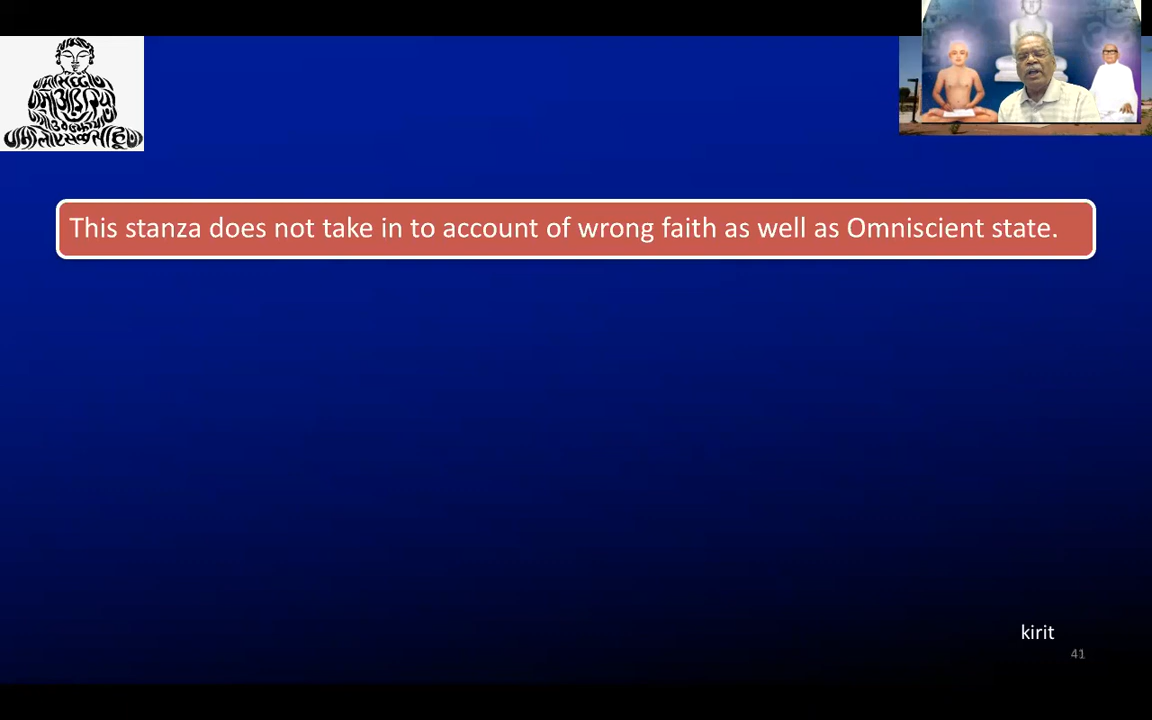 This stanza does not take in to account of wrong faith as well as Omniscient state.
kirit
41